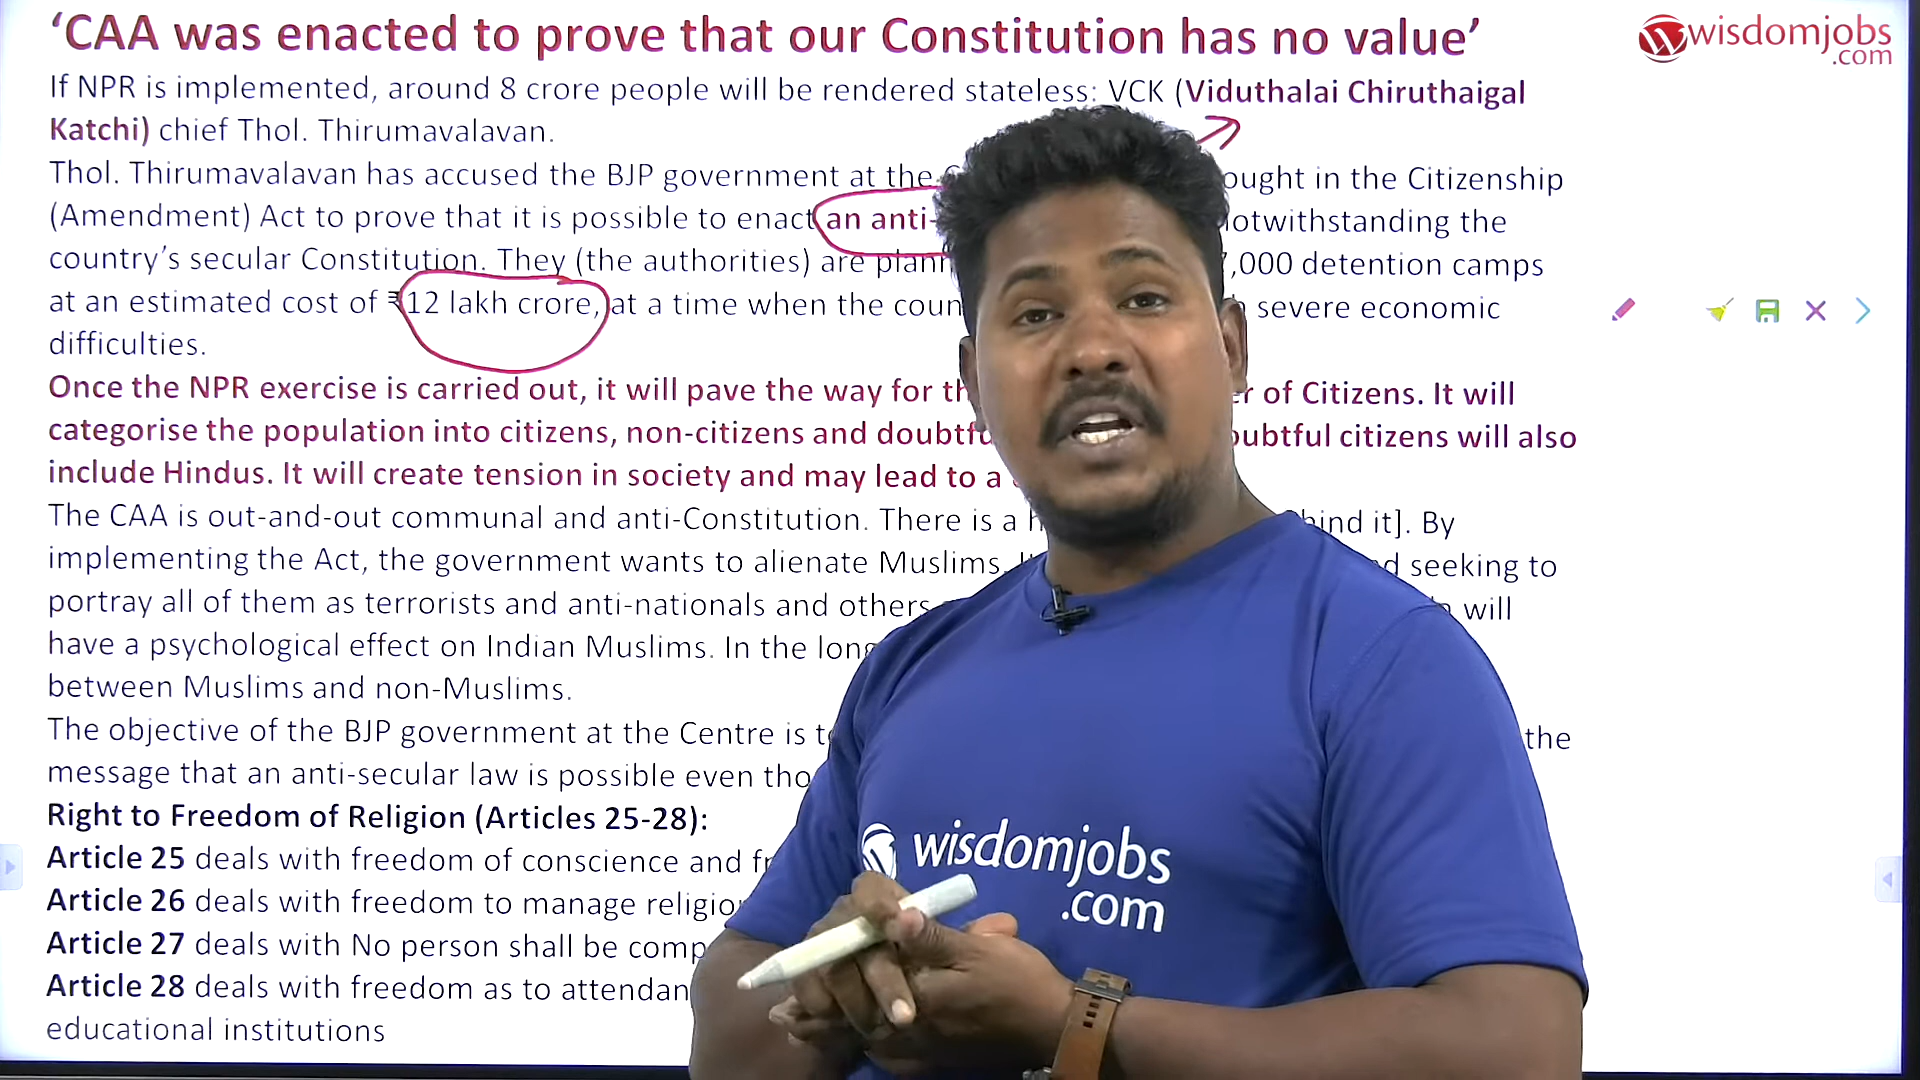 ‘CAA was enacted to prove that our Constitution has no value’
wisdomjobs
.com
If NPR is implemented, around 8 crore people will be rendered stateless: VCK (Viduthalai Chiruthaigal
Katchi) chief Thol. Thirumavalavan.
Thol. Thirumavalavan has accused the BJP government at the ought in the Citizenship
(Amendment) Act to prove that it is possible to enact an anti- notwithstanding the
country’s secular Constitution. They (the authorities) are ,000 detention camps
at an estimated cost of ₹12 lakh crore, at a time when the severe economic
difficulties.
Once the NPR exercise is carried out, it will pave the way for of Citizens. It will
categorise the population into citizens, non-citizens and citizens will also
include Hindus. It will create tension in society and may lead to a
The CAA is out-and-out communal and anti-Constitution. There is a it]. By
implementing the Act, the government wants to alienate Muslims. seeking to
portray all of them as terrorists and anti-nationals and others will
have a psychological effect on Indian Muslims. In the long
between Muslims and non-Muslims.
The objective of the BJP government at the Centre is the
message that an anti-secular law is possible even
Right to Freedom of Religion (Articles 25-28):
Article 25 deals with freedom of conscience and
Article 26 deals with freedom to manage
Article 27 deals with No person shall be
Article 28 deals with freedom as to
educational institutions
wisdomjobs
.com